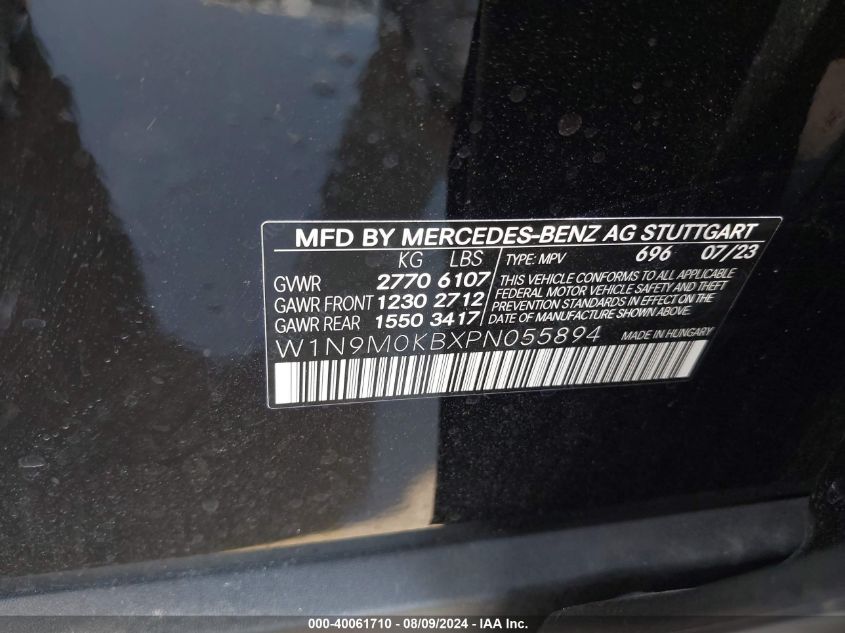 MFD BY MERCEDES-BENZ AG STUTTGART
KG LBS TYPE: MPV 696 07/23
GVWR 2770 6107
GAWR FRONT 1230 2712
GAWR REAR 1550 3417
THIS VEHICLE CONFORMS TO ALL APPLICABLE
FEDERAL MOTOR VEHICLE SAFETY AND THEFT
PREVENTION STANDARDS IN EFFECT ON THE
DATE OF MANUFACTURE SHOWN ABOVE.
W1N9M0KBXPN055894 MADE IN HUNGARY
000-40061710 - 08/09/2024 - IAA Inc.